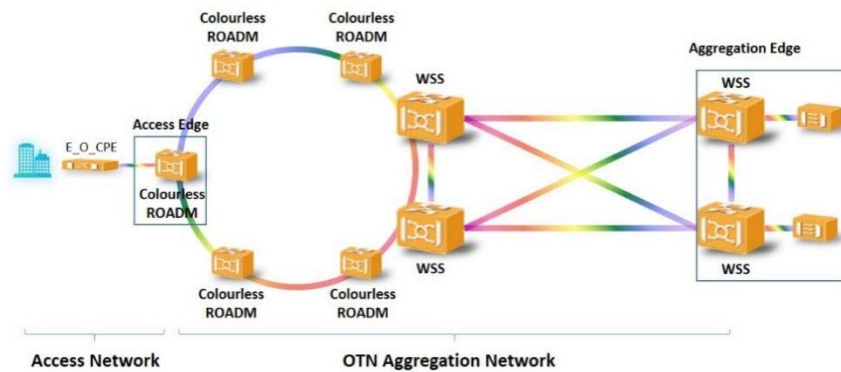 Colourless
ROADM
Colourless
ROADM
WSS
Aggregation Edge
WSS
Access Edge
E_O_CPE
Colourless
ROADM
WSS
WSS
Colourless
ROADM
Colourless
ROADM
Access Network
OTN Aggregation Network